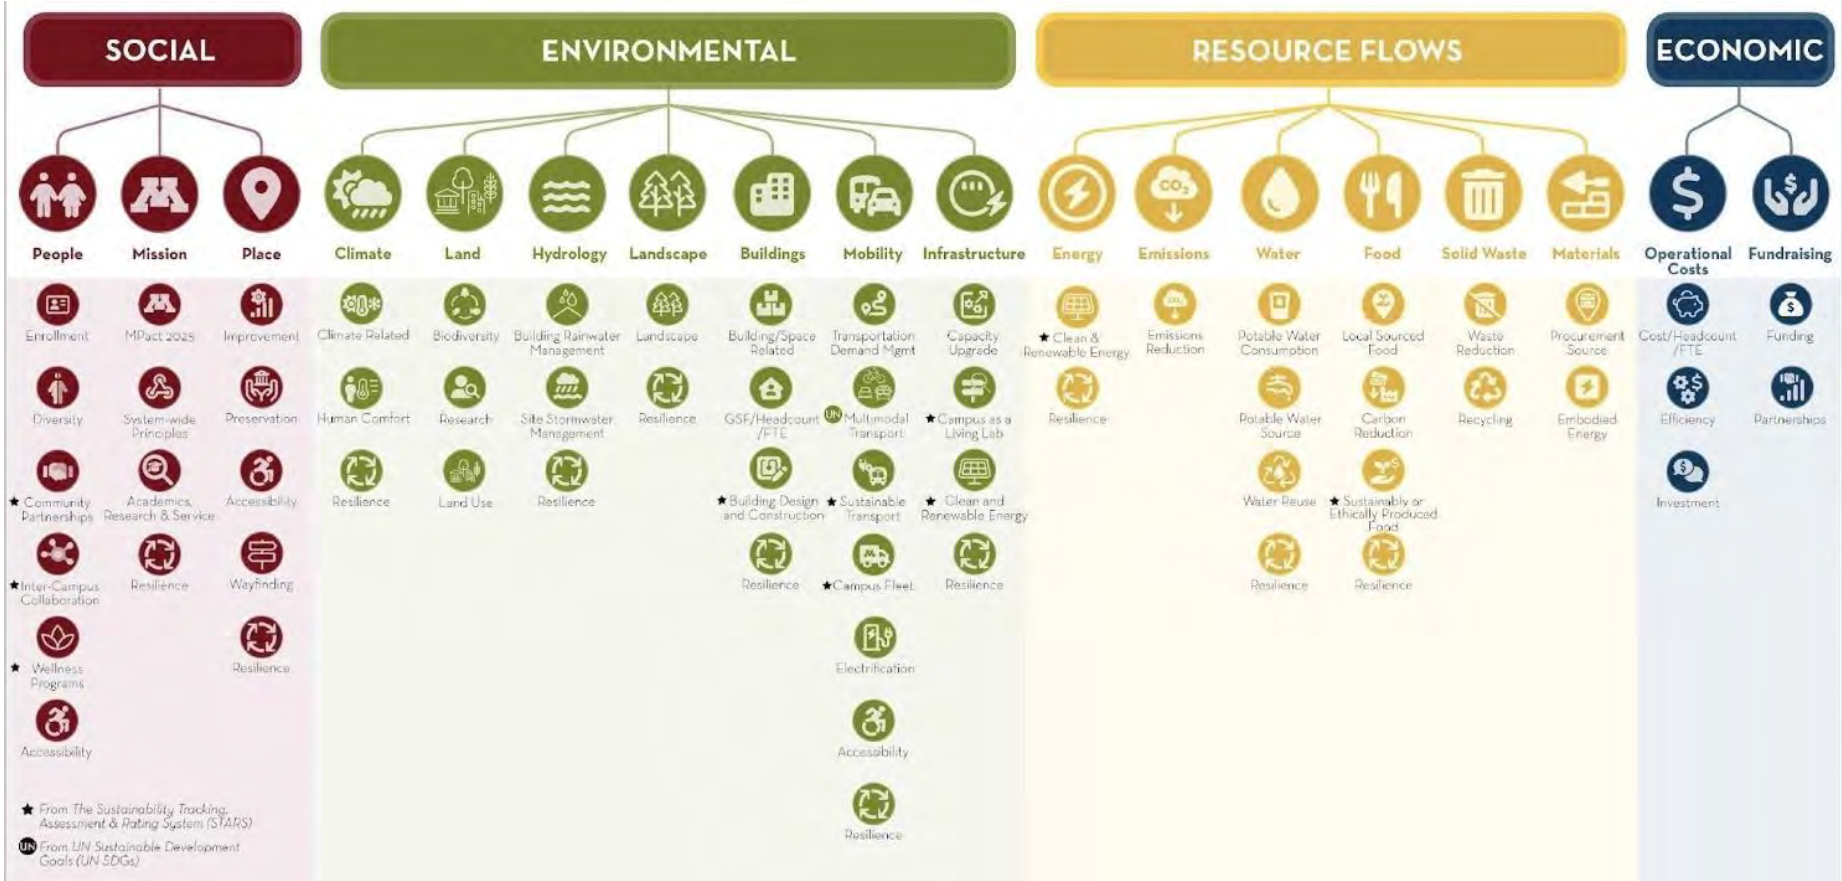 SOCIAL
ENVIRONMENTAL
RESOURCE FLOWS
ECONOMIC
People
Mission
Place
Climate
Land
Hydrology
Landscape
Buildings
Mobility
Infrastructure
Energy
Emissions
Water
Food
Solid Waste
Materials
Operational
Costs
Fundraising
Enrollment
Diversity
★ Community
Partnerships
★ Inter-Campus
Collaboration
★ Wellness
Programs
Accessibility
MPact 2025
System-wide
Principles
Academics,
Research & Service
Resilience
Improvement
Preservation
Accessibility
Wayfinding
Resilience
Climate Related
Human Comfort
Resilience
Biodiversity
Research
Land Use
Building Rainwater
Management
Site Stormwater
Management
Resilience
Landscape
Resilience
Building/Space
Related
GSF/Headcount
/FTE
★ Building Design
and Construction
Resilience
Transportation
Demand Mgmt
UN Multimodal
Transport
★ Sustainable
Transport
★ Campus Fleet
Electrification
Accessibility
Resilience
Capacity
Upgrade
★ Campus as a
Living Lab
★ Clean and
Renewable Energy
Resilience
★ Clean &
Renewable Energy
Resilience
CO2
Emissions
Reduction
Potable Water
Consumption
Potable Water
Source
Water Reuse
Resilience
Local Sourced
Food
Carbon
Reduction
★ Sustainably or
Ethically Produced
Food
Resilience
Waste
Reduction
Recycling
Procurement
Source
Embodied
Energy
Cost/Headcount
/FTE
Efficiency
Investment
Funding
Partnerships
★ From The Sustainability Tracking,
Assessment & Rating System (STARS)
UN From UN Sustainable Development
Goals (UN SDGs)